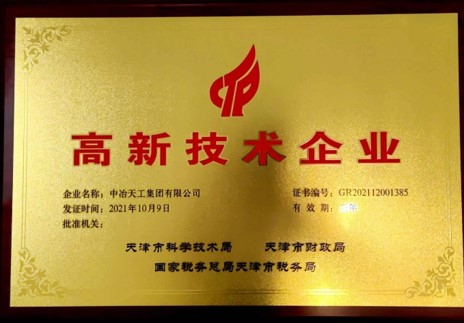 高新技术企业
企业名称：中冶天工集团有限公司 证书编号：GR202112001385
发证时间：2021年10月9日 有效期：
批准机关：
天津市科学技术局 天津市财政局
国家税务总局天津市税务局